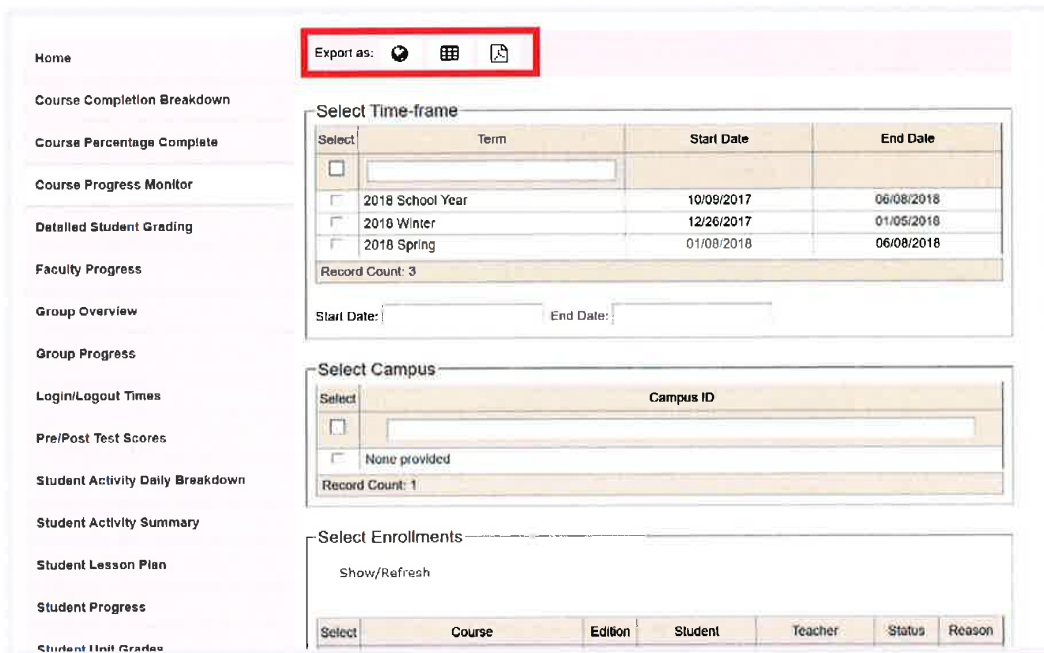 Home
Course Completion Breakdown
Course Percentage Complete
Course Progress Monitor
Detailed Student Grading
Faculty Progress
Group Overview
Group Progress
Login/Logout Times
Pre/Post Test Scores
Student Activity Daily Breakdown
Student Activity Summary
Student Lesson Plan
Student Progress
Student Unit Grades
Export as:
Select Time-frame
Select Term Start Date End Date
2018 School Year 10/09/2017 06/08/2018
2018 Winter 12/26/2017 01/05/2018
2018 Spring 01/08/2018 06/08/2018
Record Count: 3
Start Date: End Date:
Select Campus
Select Campus ID
None provided
Record Count: 1
Select Enrollments
Show/Refresh
Select Course Edition Student Teacher Status Reason